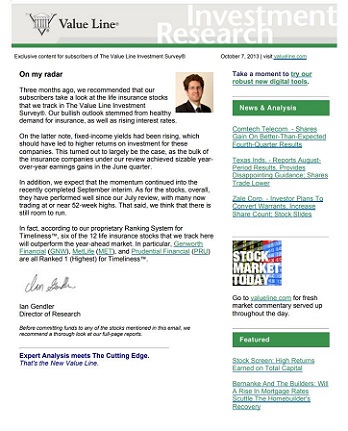 Value Line®
Investment
Research
Exclusive content for subscribers of The Value Line Investment Survey®
October 7, 2013 | visit valueline.com
On my radar
Three months ago, we recommended that our
subscribers take a look at the life insurance stocks
that we track in The Value Line Investment
Survey®. Our bullish outlook stemmed from healthy
demand for insurance, as well as rising interest rates.
On the latter note, fixed-income yields had been rising, which
should have led to higher returns on investment for these
companies. This turned out to largely be the case, as the bulk of
the insurance companies under our review achieved sizable year-
over-year earnings gains in the June quarter.
In addition, we expect that the momentum continued into the
recently completed September interim. As for the stocks, overall,
they have performed well since our July review, with many now
trading at or near 52-week highs. That said, we think that there is
still room to run.
In fact, according to our proprietary Ranking System for
Timeliness™, six of the 12 life insurance stocks that we track here
will outperform the year-ahead market. In particular, Genworth
Financial (GNW), MetLife (MET), and Prudential Financial (PRU)
are all Ranked 1 (Highest) for Timeliness™.
Ian Gendler
Ian Gendler
Director of Research
Before committing funds to any of the stocks mentioned in this email, we
recommend a thorough look at our full-page reports.
Expert Analysis meets The Cutting Edge.
That's the New Value Line.
Take a moment to try our
robust new digital tools.
News & Analysis
Comtech Telecom. - Shares
Gain On Better-Than-Expected
Fourth-Quarter Results
Texas Inds. - Reports August-
Period Results, Provides
Disappointing Guidance; Shares
Trade Lower
Zale Corp. - Investor Plans To
Convert Warrants, Increase
Share Count; Stock Slides
STOCK
MARKET
TODAY
Go to valueline.com for fresh
market commentary served up
throughout the day.
Featured
Stock Screen: High Returns
Earned on Total Capital
Bernanke And The Builders: Will
A Rise In Mortgage Rates
Scuttle The Homebuilder's
Recovery